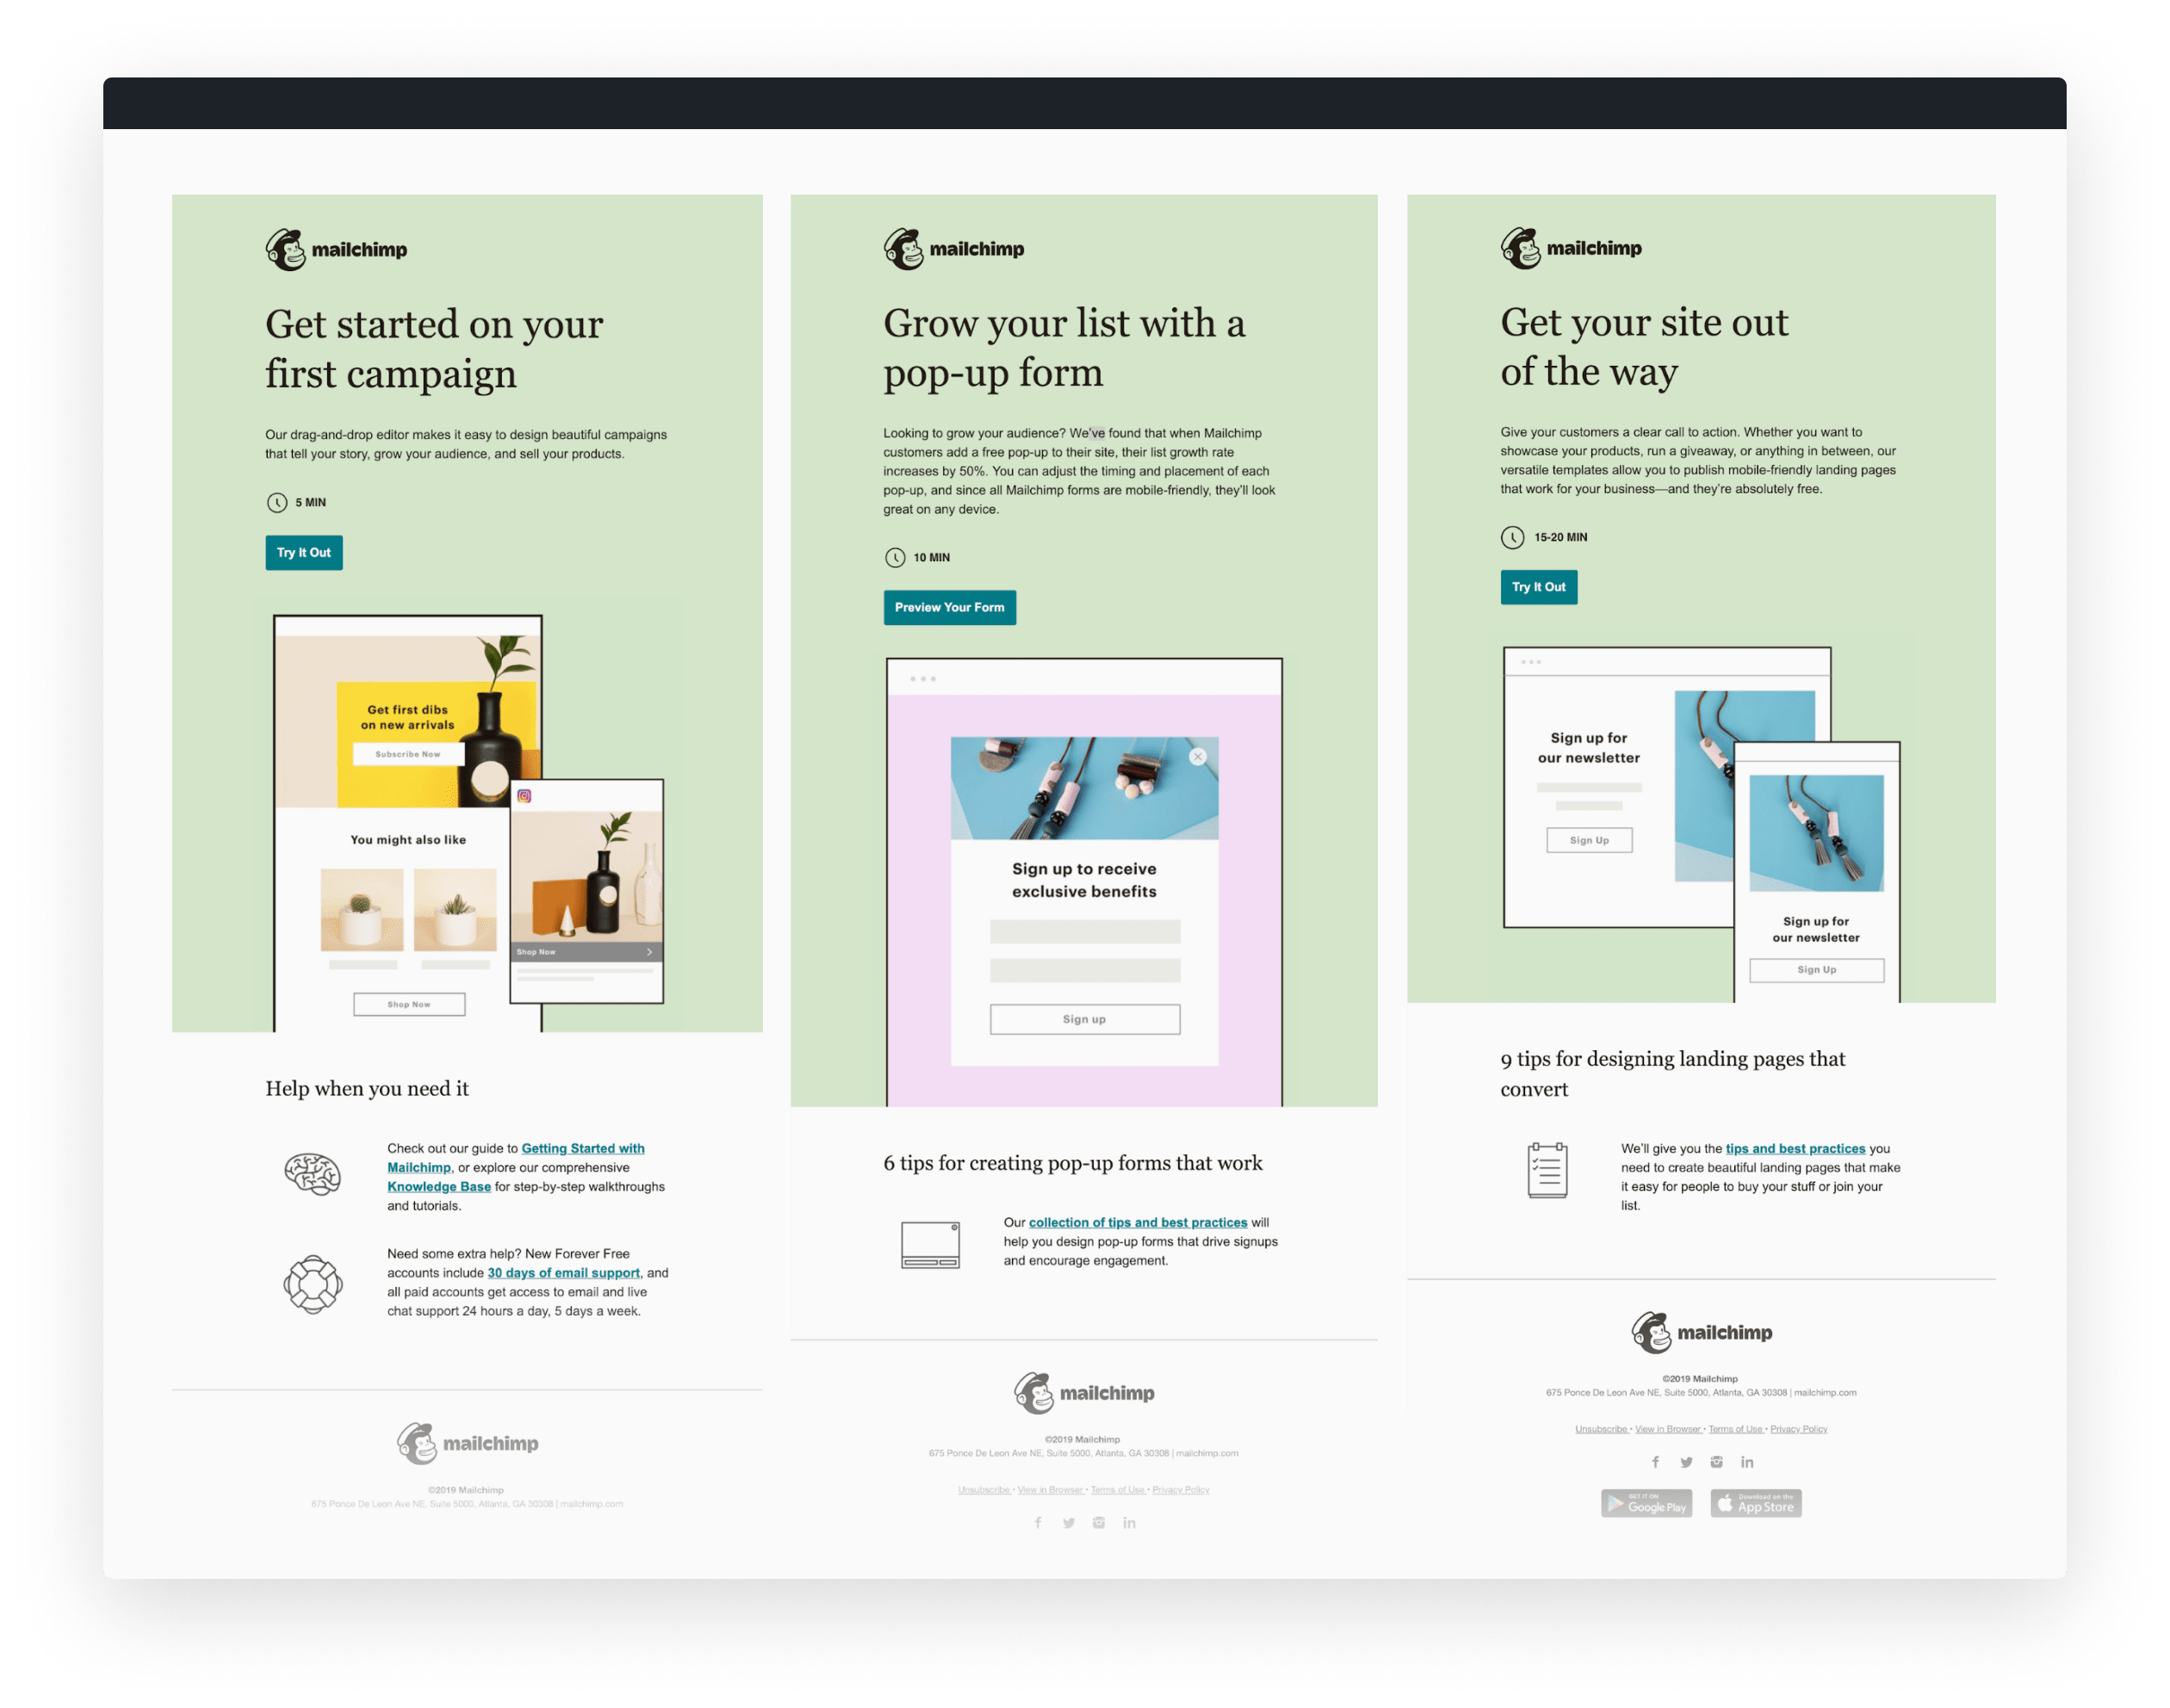 mailchimp
Get started on your
first campaign
Our drag-and-drop editor makes it easy to design beautiful campaigns
that tell your story, grow your audience, and sell your products.
5 MIN
Try It Out
Get first dibs
on new arrivals
Subscribe Now
You might also like
Shop Now
Shop Now
Help when you need it
Check out our guide to Getting Started with
Mailchimp, or explore our comprehensive
Knowledge Base for step-by-step walkthroughs
and tutorials.
Need some extra help? New Forever Free
accounts include 30 days of email support, and
all paid accounts get access to email and live
chat support 24 hours a day, 5 days a week.
mailchimp
©2019 Mailchimp
675 Ponce De Leon Ave NE, Suite 5000, Atlanta, GA 30308 | mailchimp.com
mailchimp
Grow your list with a
pop-up form
Looking to grow your audience? We've found that when Mailchimp
customers add a free pop-up to their site, their list growth rate
increases by 50%. You can adjust the timing and placement of each
pop-up, and since all Mailchimp forms are mobile-friendly, they'll look
great on any device.
10 MIN
Preview Your Form
Sign up to receive
exclusive benefits
Sign up
6 tips for creating pop-up forms that work
Our collection of tips and best practices will
help you design pop-up forms that drive signups
and encourage engagement.
mailchimp
©2019 Mailchimp
675 Ponce De Leon Ave NE, Suite 5000, Atlanta, GA 30308 | mailchimp.com
Unsubscribe • View in Browser • Terms of Use • Privacy Policy
mailchimp
Get your site out
of the way
Give your customers a clear call to action. Whether you want to
showcase your products, run a giveaway, or anything in between, our
versatile templates allow you to publish mobile-friendly landing pages
that work for your business—and they're absolutely free.
15-20 MIN
Try It Out
Sign up for
our newsletter
Sign Up
Sign up for
our newsletter
Sign Up
9 tips for designing landing pages that
convert
We'll give you the tips and best practices you
need to create beautiful landing pages that make
it easy for people to buy your stuff or join your
list.
mailchimp
©2019 Mailchimp
675 Ponce De Leon Ave NE, Suite 5000, Atlanta, GA 30308 | mailchimp.com
Unsubscribe • View in Browser • Terms of Use • Privacy Policy
GET IT ON
Google Play
Download on the
App Store